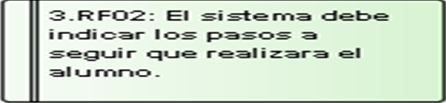 3.RF02: El sistema debe
indicar los pasos a
seguir que realizara el
alumno.